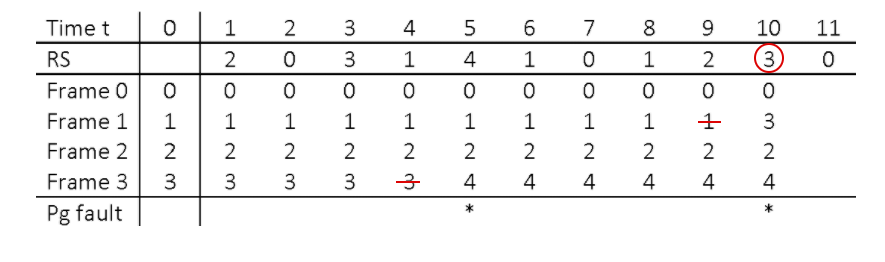 Time t 0 1 2 3 4 5 6 7 8 9 10 11
RS 2 0 3 1 4 1 0 1 2 3 0
Frame 0 0 0 0 0 0 0 0 0 0 0 0
Frame 1 1 1 1 1 1 1 1 1 1 1 3
Frame 2 2 2 2 2 2 2 2 2 2 2 2
Frame 3 3 3 3 3 3 4 4 4 4 4 4
Pg fault * *